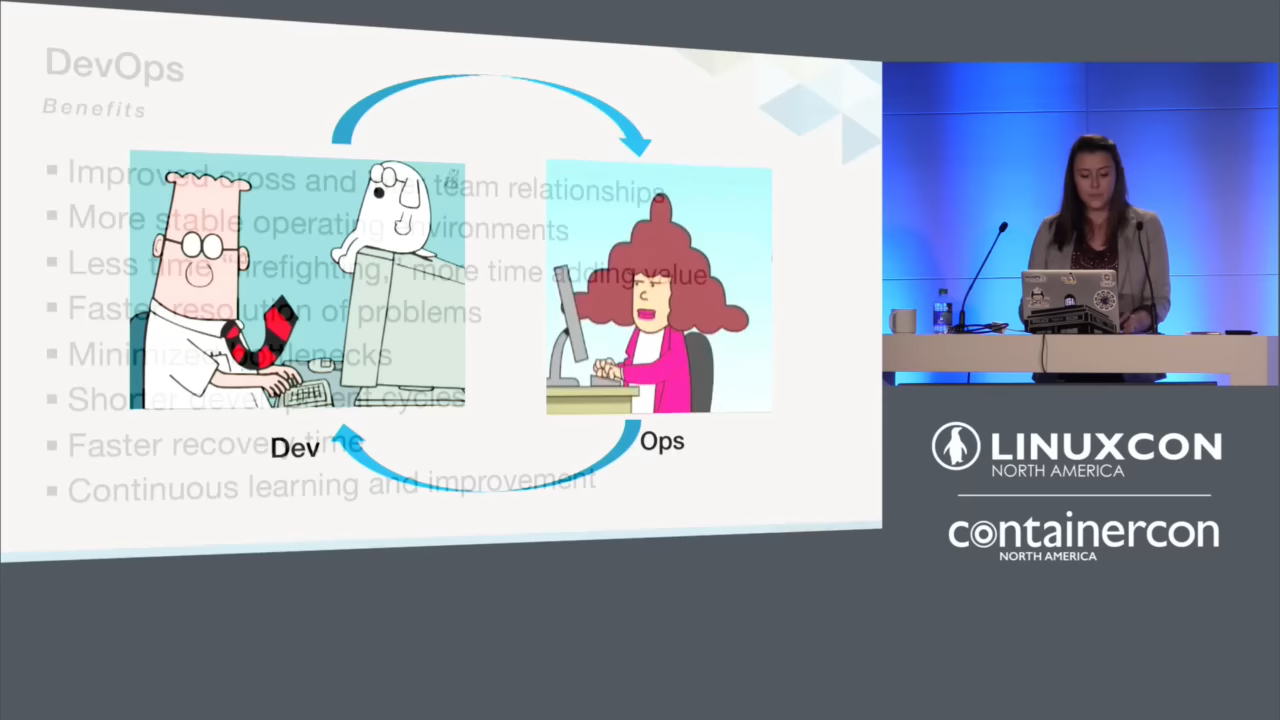 DevOps
Benefits
▪ Improved cross and team relationships
▪ More stable operating environments
▪ Less time "firefighting," more time adding value
▪ Faster resolution of problems
▪ Minimized bottlenecks
▪ Shorter development cycles
▪ Faster recovery time
▪ Continuous learning and improvement
Dev
Ops
LINUXCON
NORTH AMERICA
containercon
NORTH AMERICA